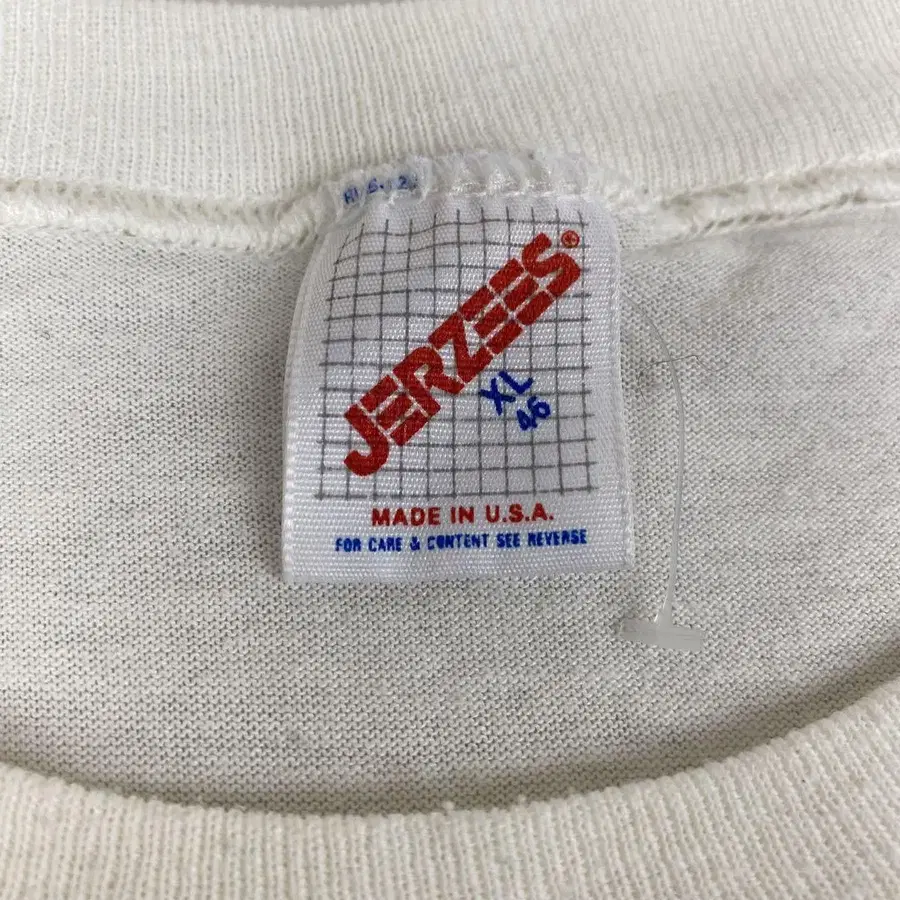 JERZEES®
XL
46
MADE IN U.S.A.
FOR CARE & CONTENT SEE REVERSE